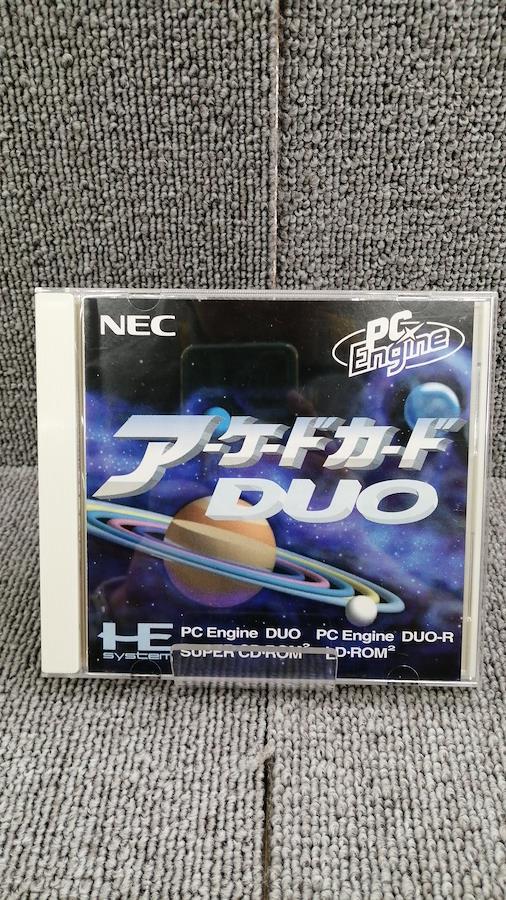 NEC
PC Engine
アーケードカード
DUO
HE system
PC Engine DUO PC Engine DUO-R
SUPER CD-ROM² LD-ROM²